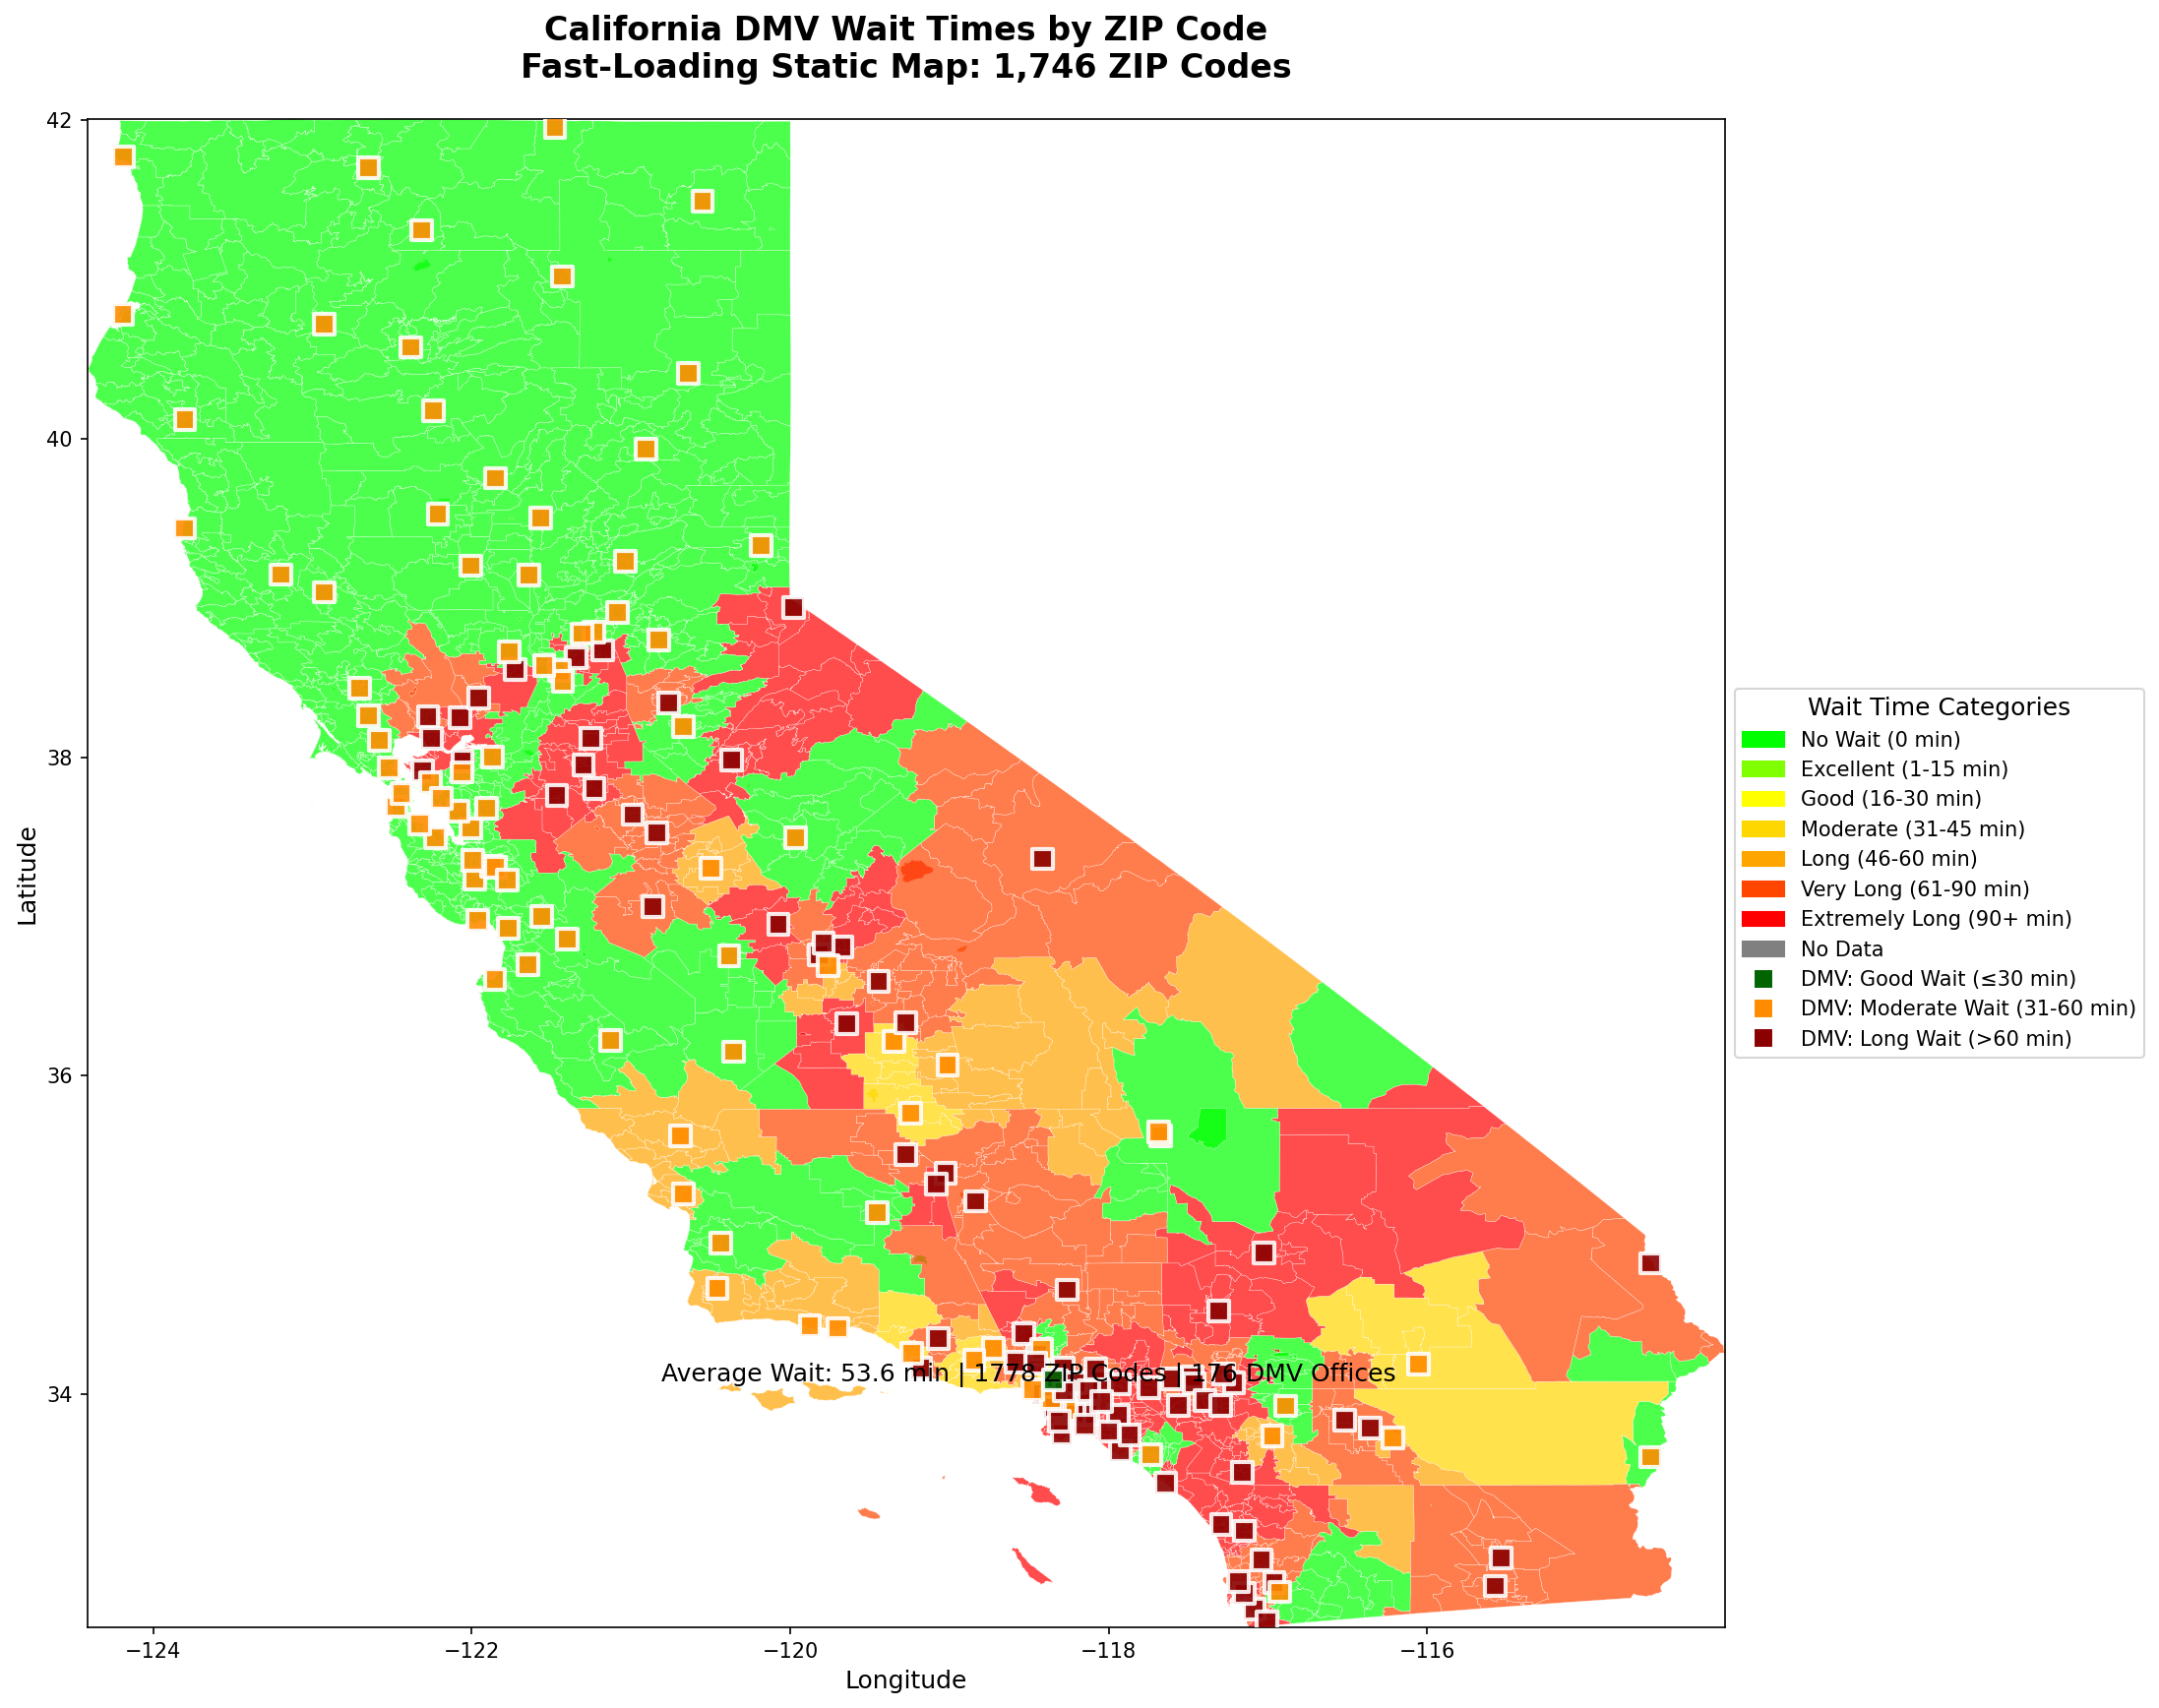 California DMV Wait Times by ZIP Code
Fast-Loading Static Map: 1,746 ZIP Codes
42
40
38
36
34
Latitude
−124
−122
−120
−118
−116
Longitude
Average Wait: 53.6 min | 1778 ZIP Codes | 176 DMV Offices
Wait Time Categories
No Wait (0 min)
Excellent (1-15 min)
Good (16-30 min)
Moderate (31-45 min)
Long (46-60 min)
Very Long (61-90 min)
Extremely Long (90+ min)
No Data
DMV: Good Wait (≤30 min)
DMV: Moderate Wait (31-60 min)
DMV: Long Wait (>60 min)